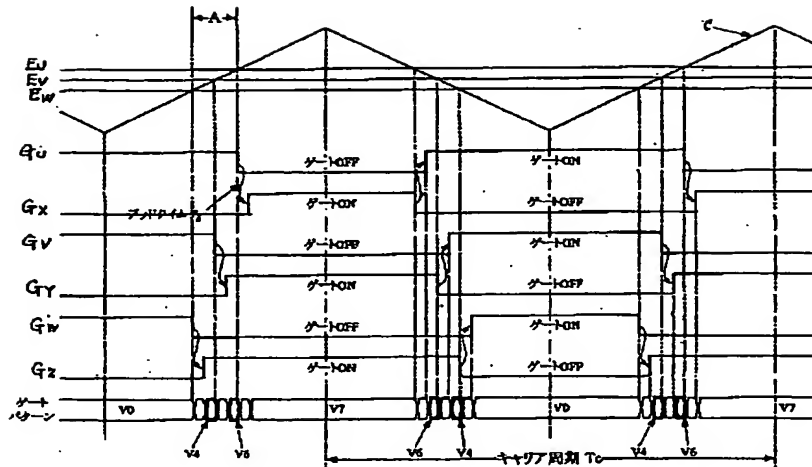 A
C
EU
EV
EW
GU
ゲートOFF
ゲートON
GX
デッドタイム
ゲートON
ゲートOFF
GV
ゲートOFF
ゲートON
GY
ゲートON
ゲートOFF
GW
ゲートOFF
ゲートON
GZ
ゲートON
ゲートOFF
ゲート
パターン
V0
V7
V0
V7
V4
V6
V6
V4
V4
V6
キャリア周期 Tc